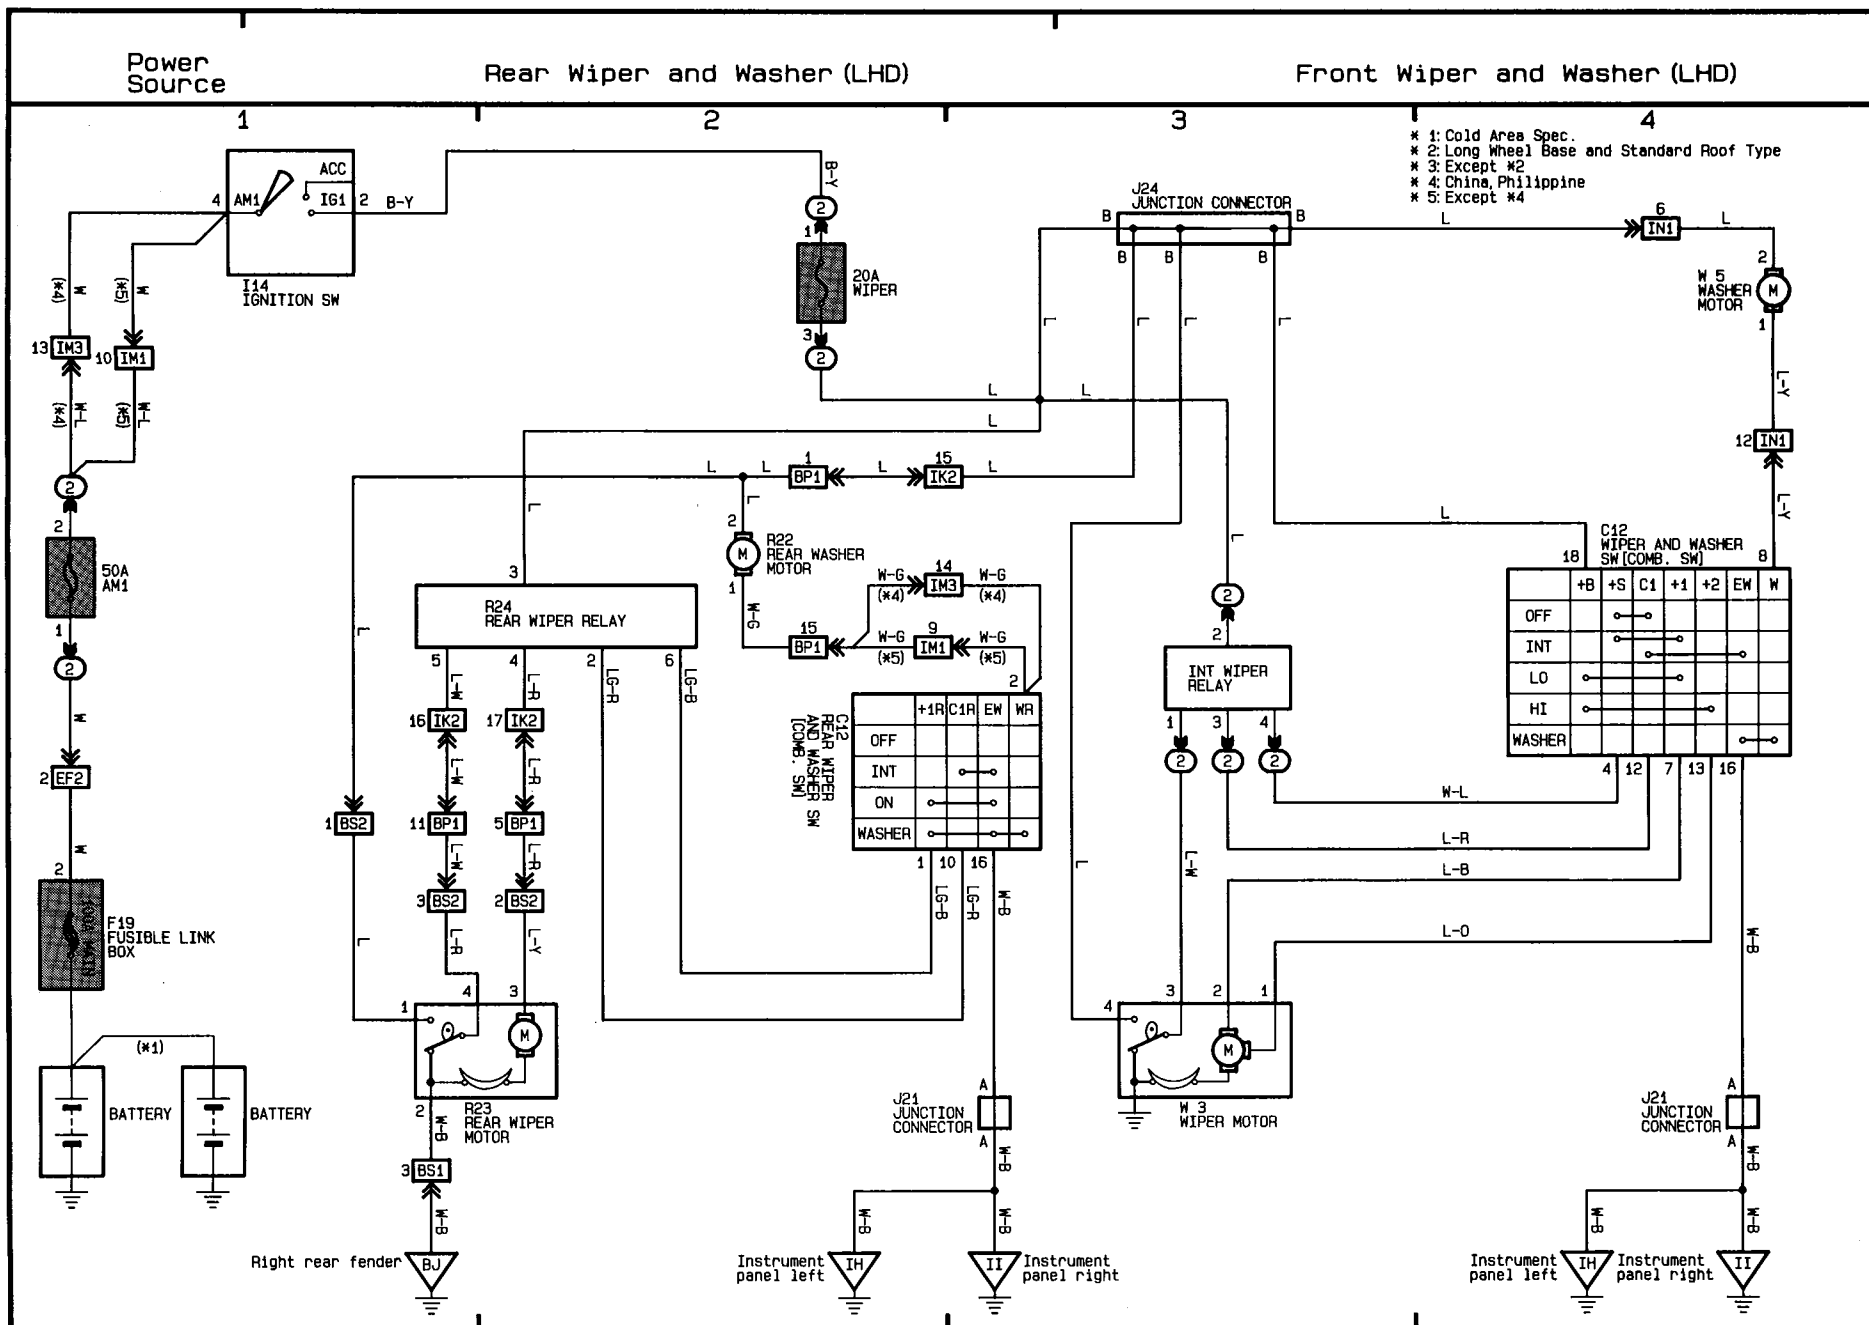 Power
Source
Rear Wiper and Washer (LHD)
Front Wiper and Washer (LHD)
1
2
3
4
* 1: Cold Area Spec.
* 2: Long Wheel Base and Standard Roof Type
* 3: Except *2
* 4: China, Philippine
* 5: Except *4
4
AM1
ACC
IG1
2
B-Y
I14
IGNITION SW
B-Y
2
1
20A
WIPER
3
2
W
(*4)
W
(*5)
13 IM3
10 IM1
W-L
(*4)
W-L
(*5)
2
2
50A
AM1
1
2
W
2 EF2
W
2
100A MAIN
F19
FUSIBLE LINK
BOX
(*1)
BATTERY
BATTERY
J24
JUNCTION CONNECTOR
B
B
B
B
B
L
6
IN1
L
2
W 5
WASHER
MOTOR
M
1
L-Y
12 IN1
L-Y
L
L
L
L
L
L
L
L
L
L
1
BP1
L
15
IK2
L
L
2
M
R22
REAR WASHER
MOTOR
1
W-G
15
BP1
W-G
(*4)
14
IM3
W-G
(*4)
W-G
(*5)
9
IM1
W-G
(*5)
2
L
3
R24
REAR WIPER RELAY
5
4
2
6
L-W
L-R
LG-R
LG-B
16 IK2
17 IK2
L-W
L-R
11 BP1
5 BP1
L-W
L-R
3 BS2
2 BS2
L-R
L-Y
L
1 BS2
L
1
4
3
M
2
R23
REAR WIPER
MOTOR
W-B
3 BS1
W-B
Right rear fender
BJ
C12
REAR WIPER
AND WASHER SW
[COMB. SW]
+1R C1R EW WR
OFF
INT
ON
WASHER
1 10 16
LG-B
LG-R
W-B
A
J21
JUNCTION
CONNECTOR
A
W-B
W-B
W-B
Instrument
panel left
IH
II
Instrument
panel right
L
2
2
INT WIPER
RELAY
1
3
4
2
2
2
L-W
L
W-L
L-R
L-B
L-O
4
3
2
1
M
W 3
WIPER MOTOR
L
C12
WIPER AND WASHER
SW [COMB. SW]
18
8
+B +S C1 +1 +2 EW W
OFF
INT
LO
HI
WASHER
4 12 7 13 16
W-B
A
J21
JUNCTION
CONNECTOR
A
W-B
W-B
W-B
Instrument
panel left
IH
Instrument
panel right
II